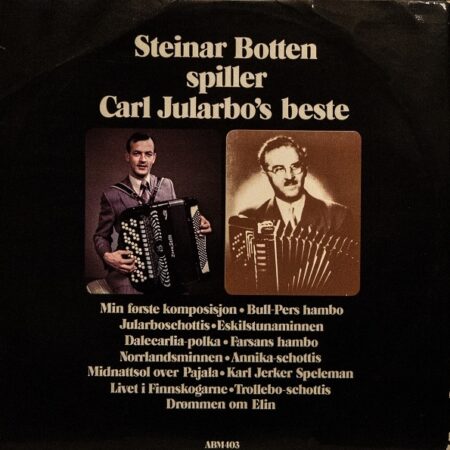 Steinar Botten
spiller
Carl Jularbo's beste
Min første komposisjon • Bull-Pers hambo
Jularboschottis • Eskilstunaminnen
Dalecarlia-polka • Farsans hambo
Norrlandsminnen • Annika-schottis
Midnattsol over Pajala • Karl Jerker Speleman
Livet i Finnskogarne • Trollebo-schottis
Drømmen om Elin
ABM 403